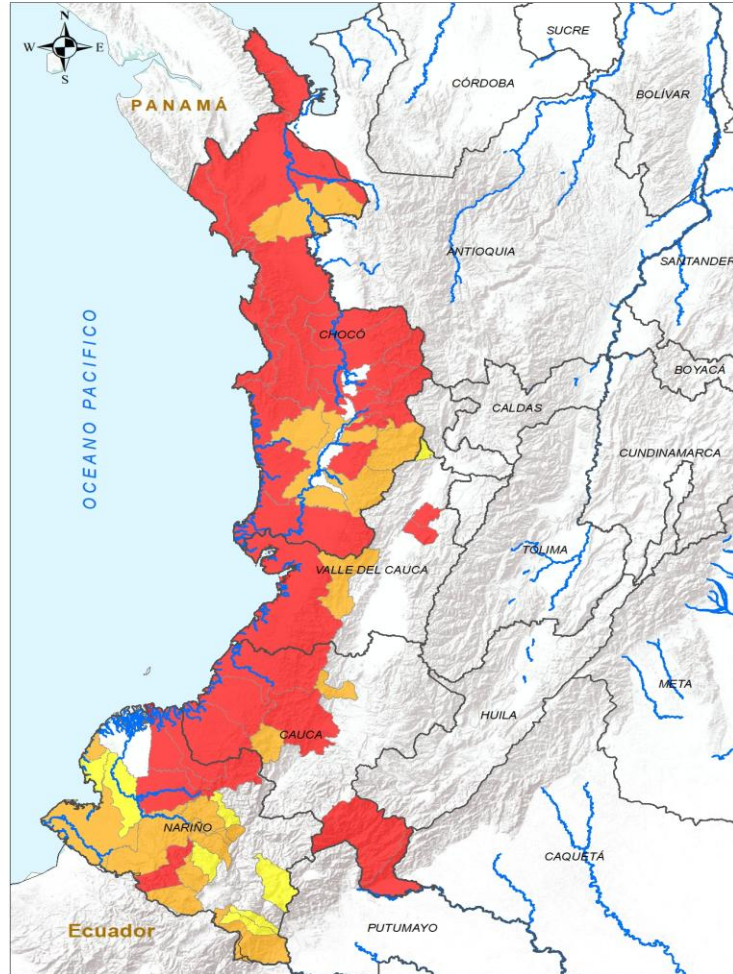 N
W E
S
SUCRE
CÓRDOBA
BOLÍVAR
PANAMÁ
ANTIOQUIA
SANTANDER
OCEANO PACIFICO
CHOCÓ
BOYACÁ
CALDAS
CUNDINAMARCA
TOLIMA
VALLE DEL CAUCA
META
HUILA
CAUCA
NARIÑO
CAQUETÁ
PUTUMAYO
Ecuador